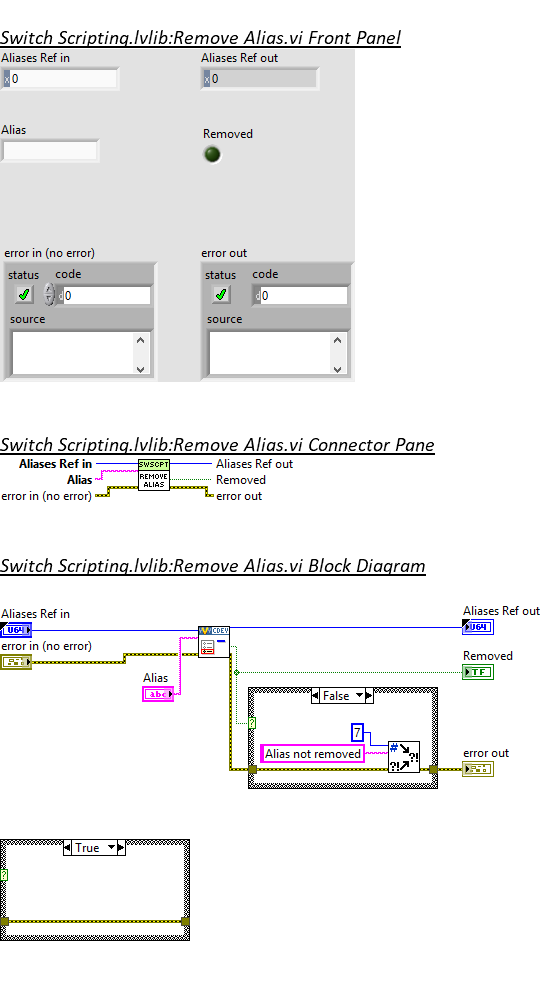 Switch Scripting.lvlib:Remove Alias.vi Front Panel
Aliases Ref in
Aliases Ref out
x 0
x 0
Alias
Removed
error in (no error)
error out
status code
status code
d 0
d 0
source
source
Switch Scripting.lvlib:Remove Alias.vi Connector Pane
Aliases Ref in
SWSCPT
Aliases Ref out
Alias
REMOVE
Removed
error in (no error)
ALIAS
error out
Switch Scripting.lvlib:Remove Alias.vi Block Diagram
Aliases Ref in
Aliases Ref out
U64
CDEV
U64
error in (no error)
Removed
TF
Alias
abc
False
?
7
#
?!
Alias not removed
?!
error out
True
?